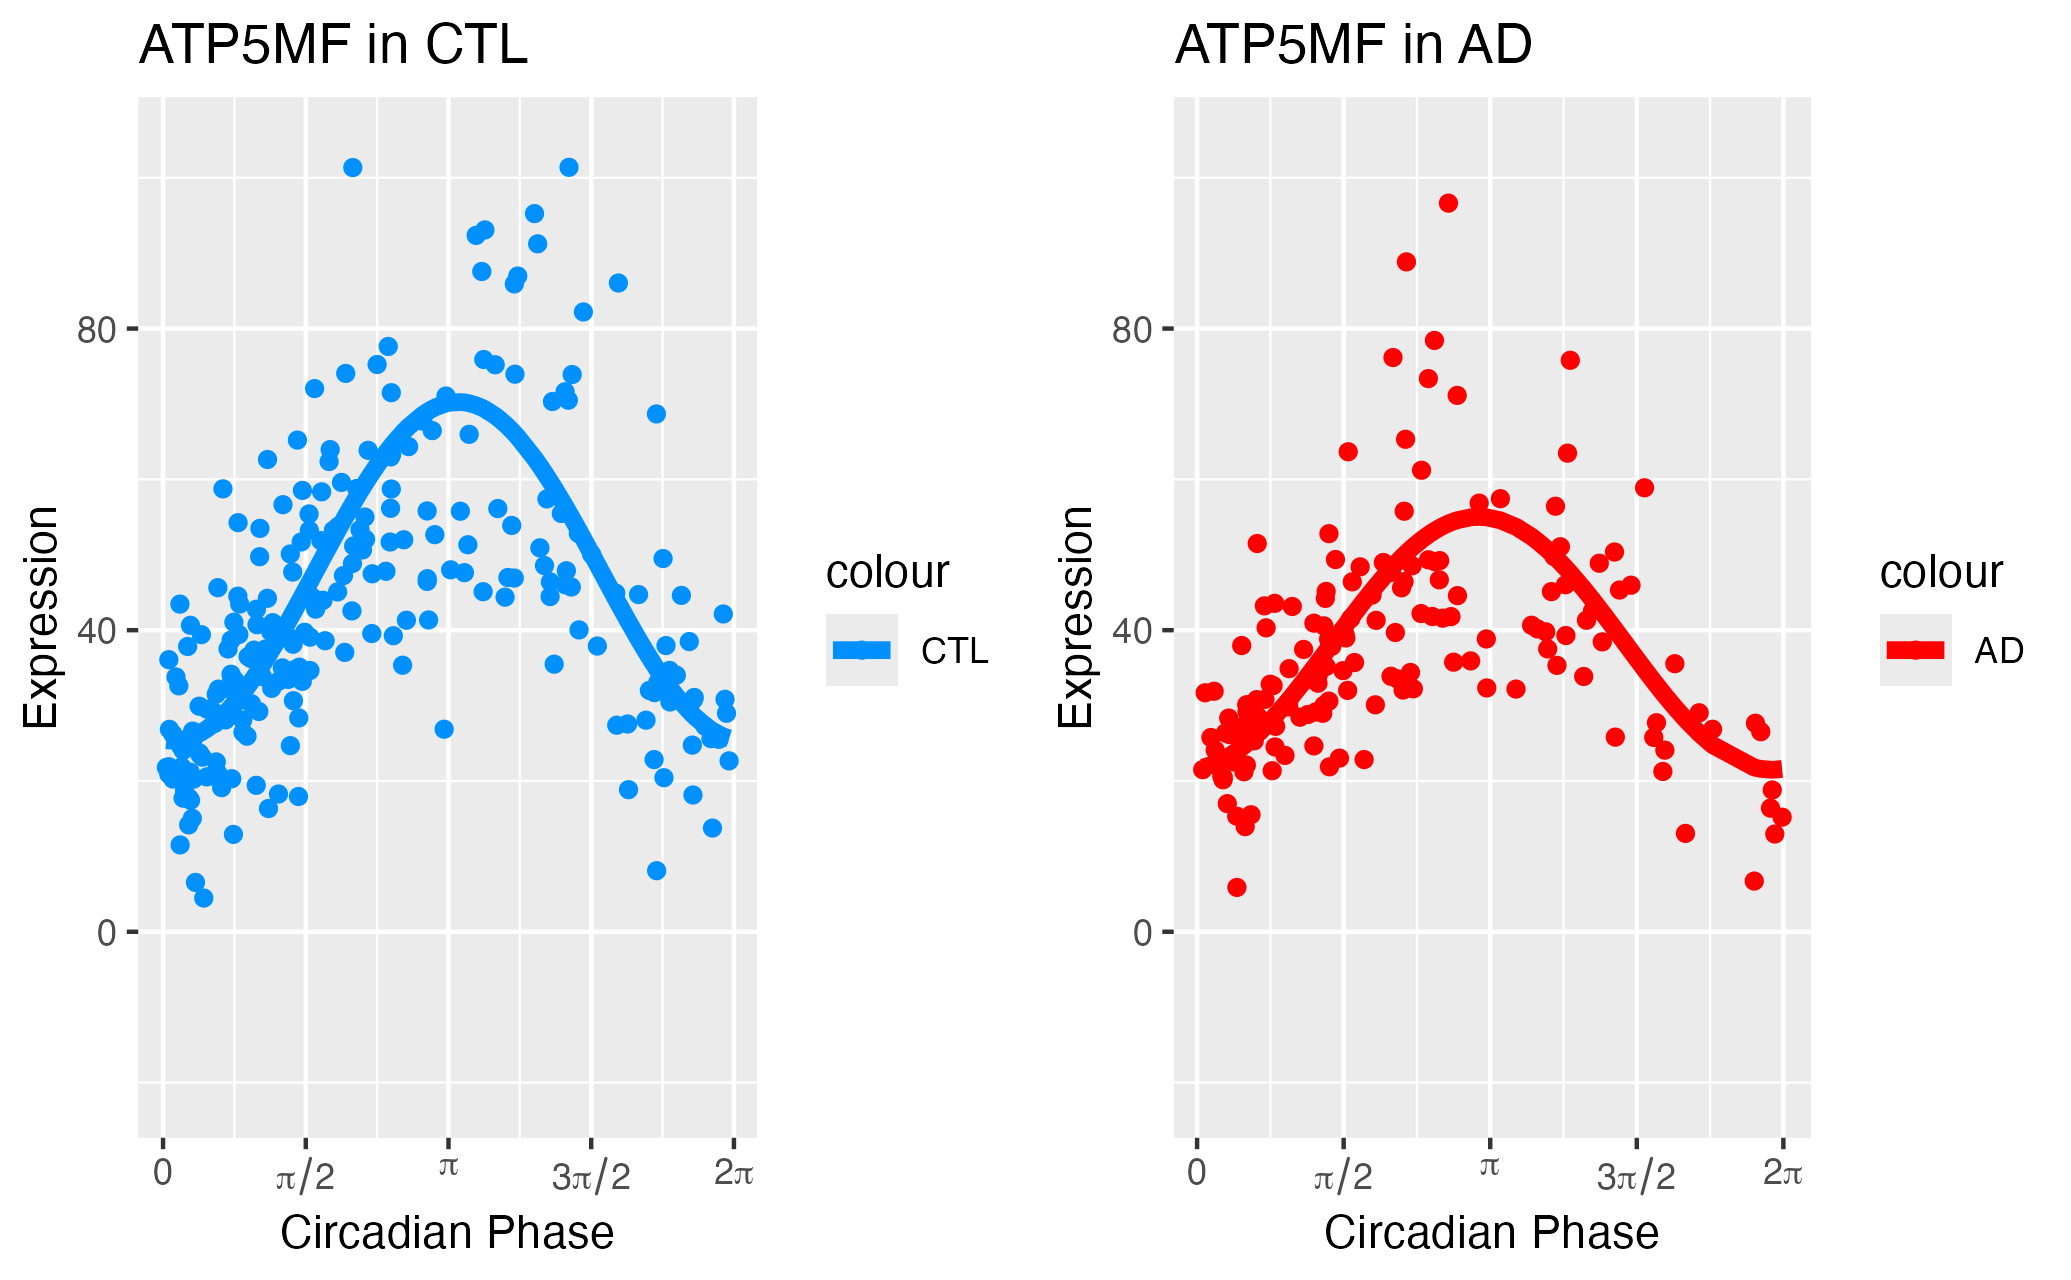 ATP5MF in CTL
Expression
80
40
0
0
π/2
π
3π/2
2π
Circadian Phase
colour
CTL
ATP5MF in AD
Expression
80
40
0
0
π/2
π
3π/2
2π
Circadian Phase
colour
AD